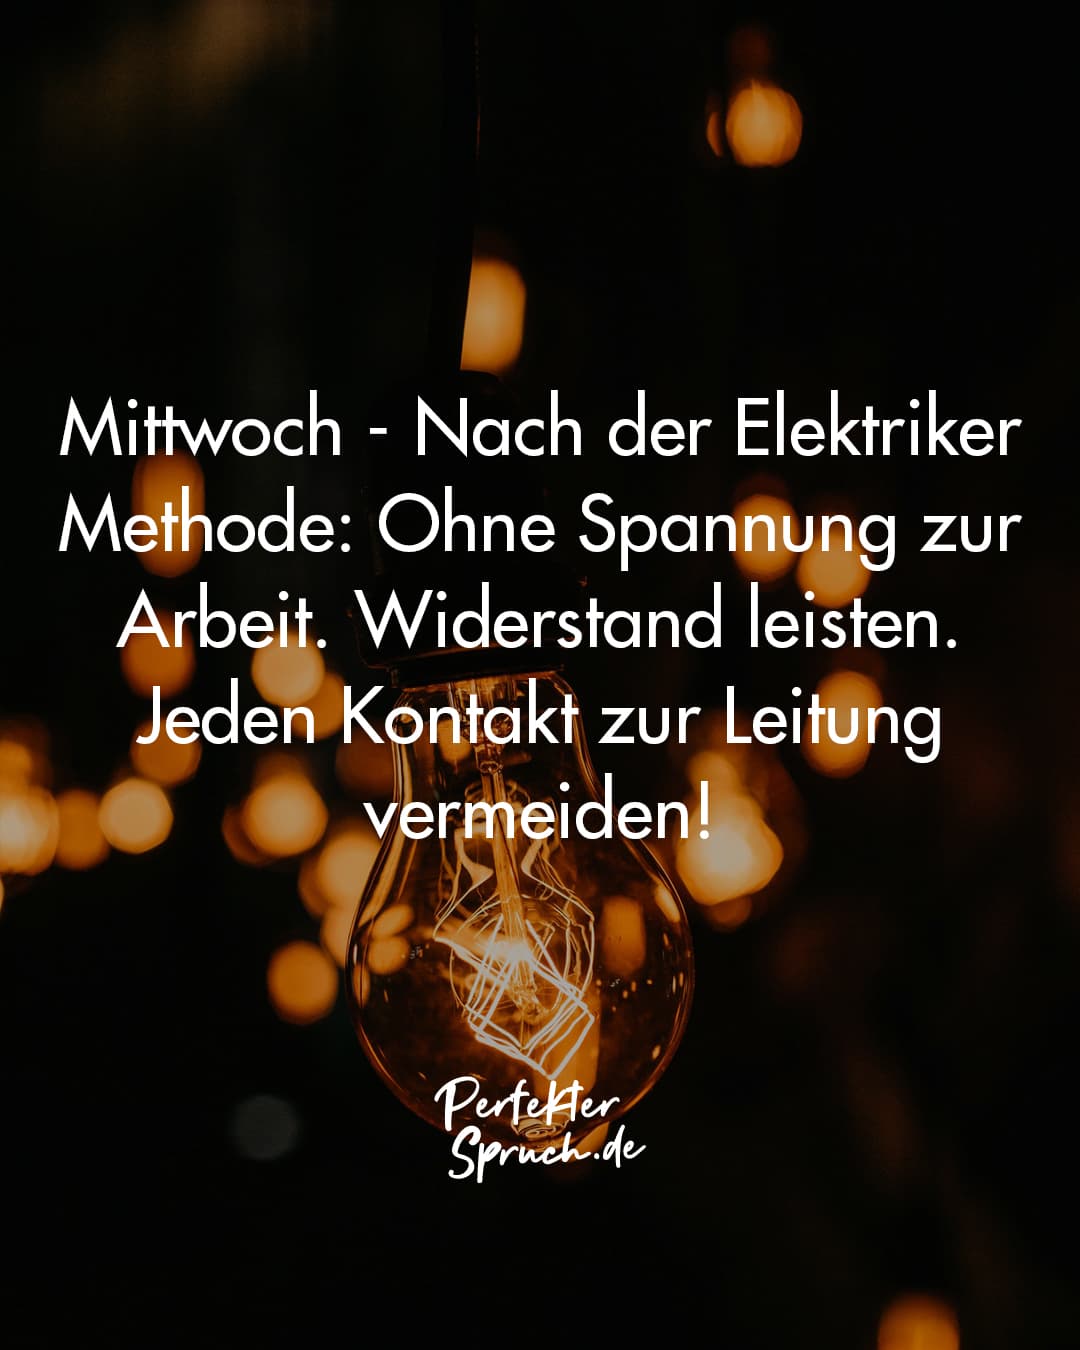 Mittwoch - Nach der Elektriker
Methode: Ohne Spannung zur
Arbeit. Widerstand leisten.
Jeden Kontakt zur Leitung
vermeiden!
Perfekter
Spruch.de